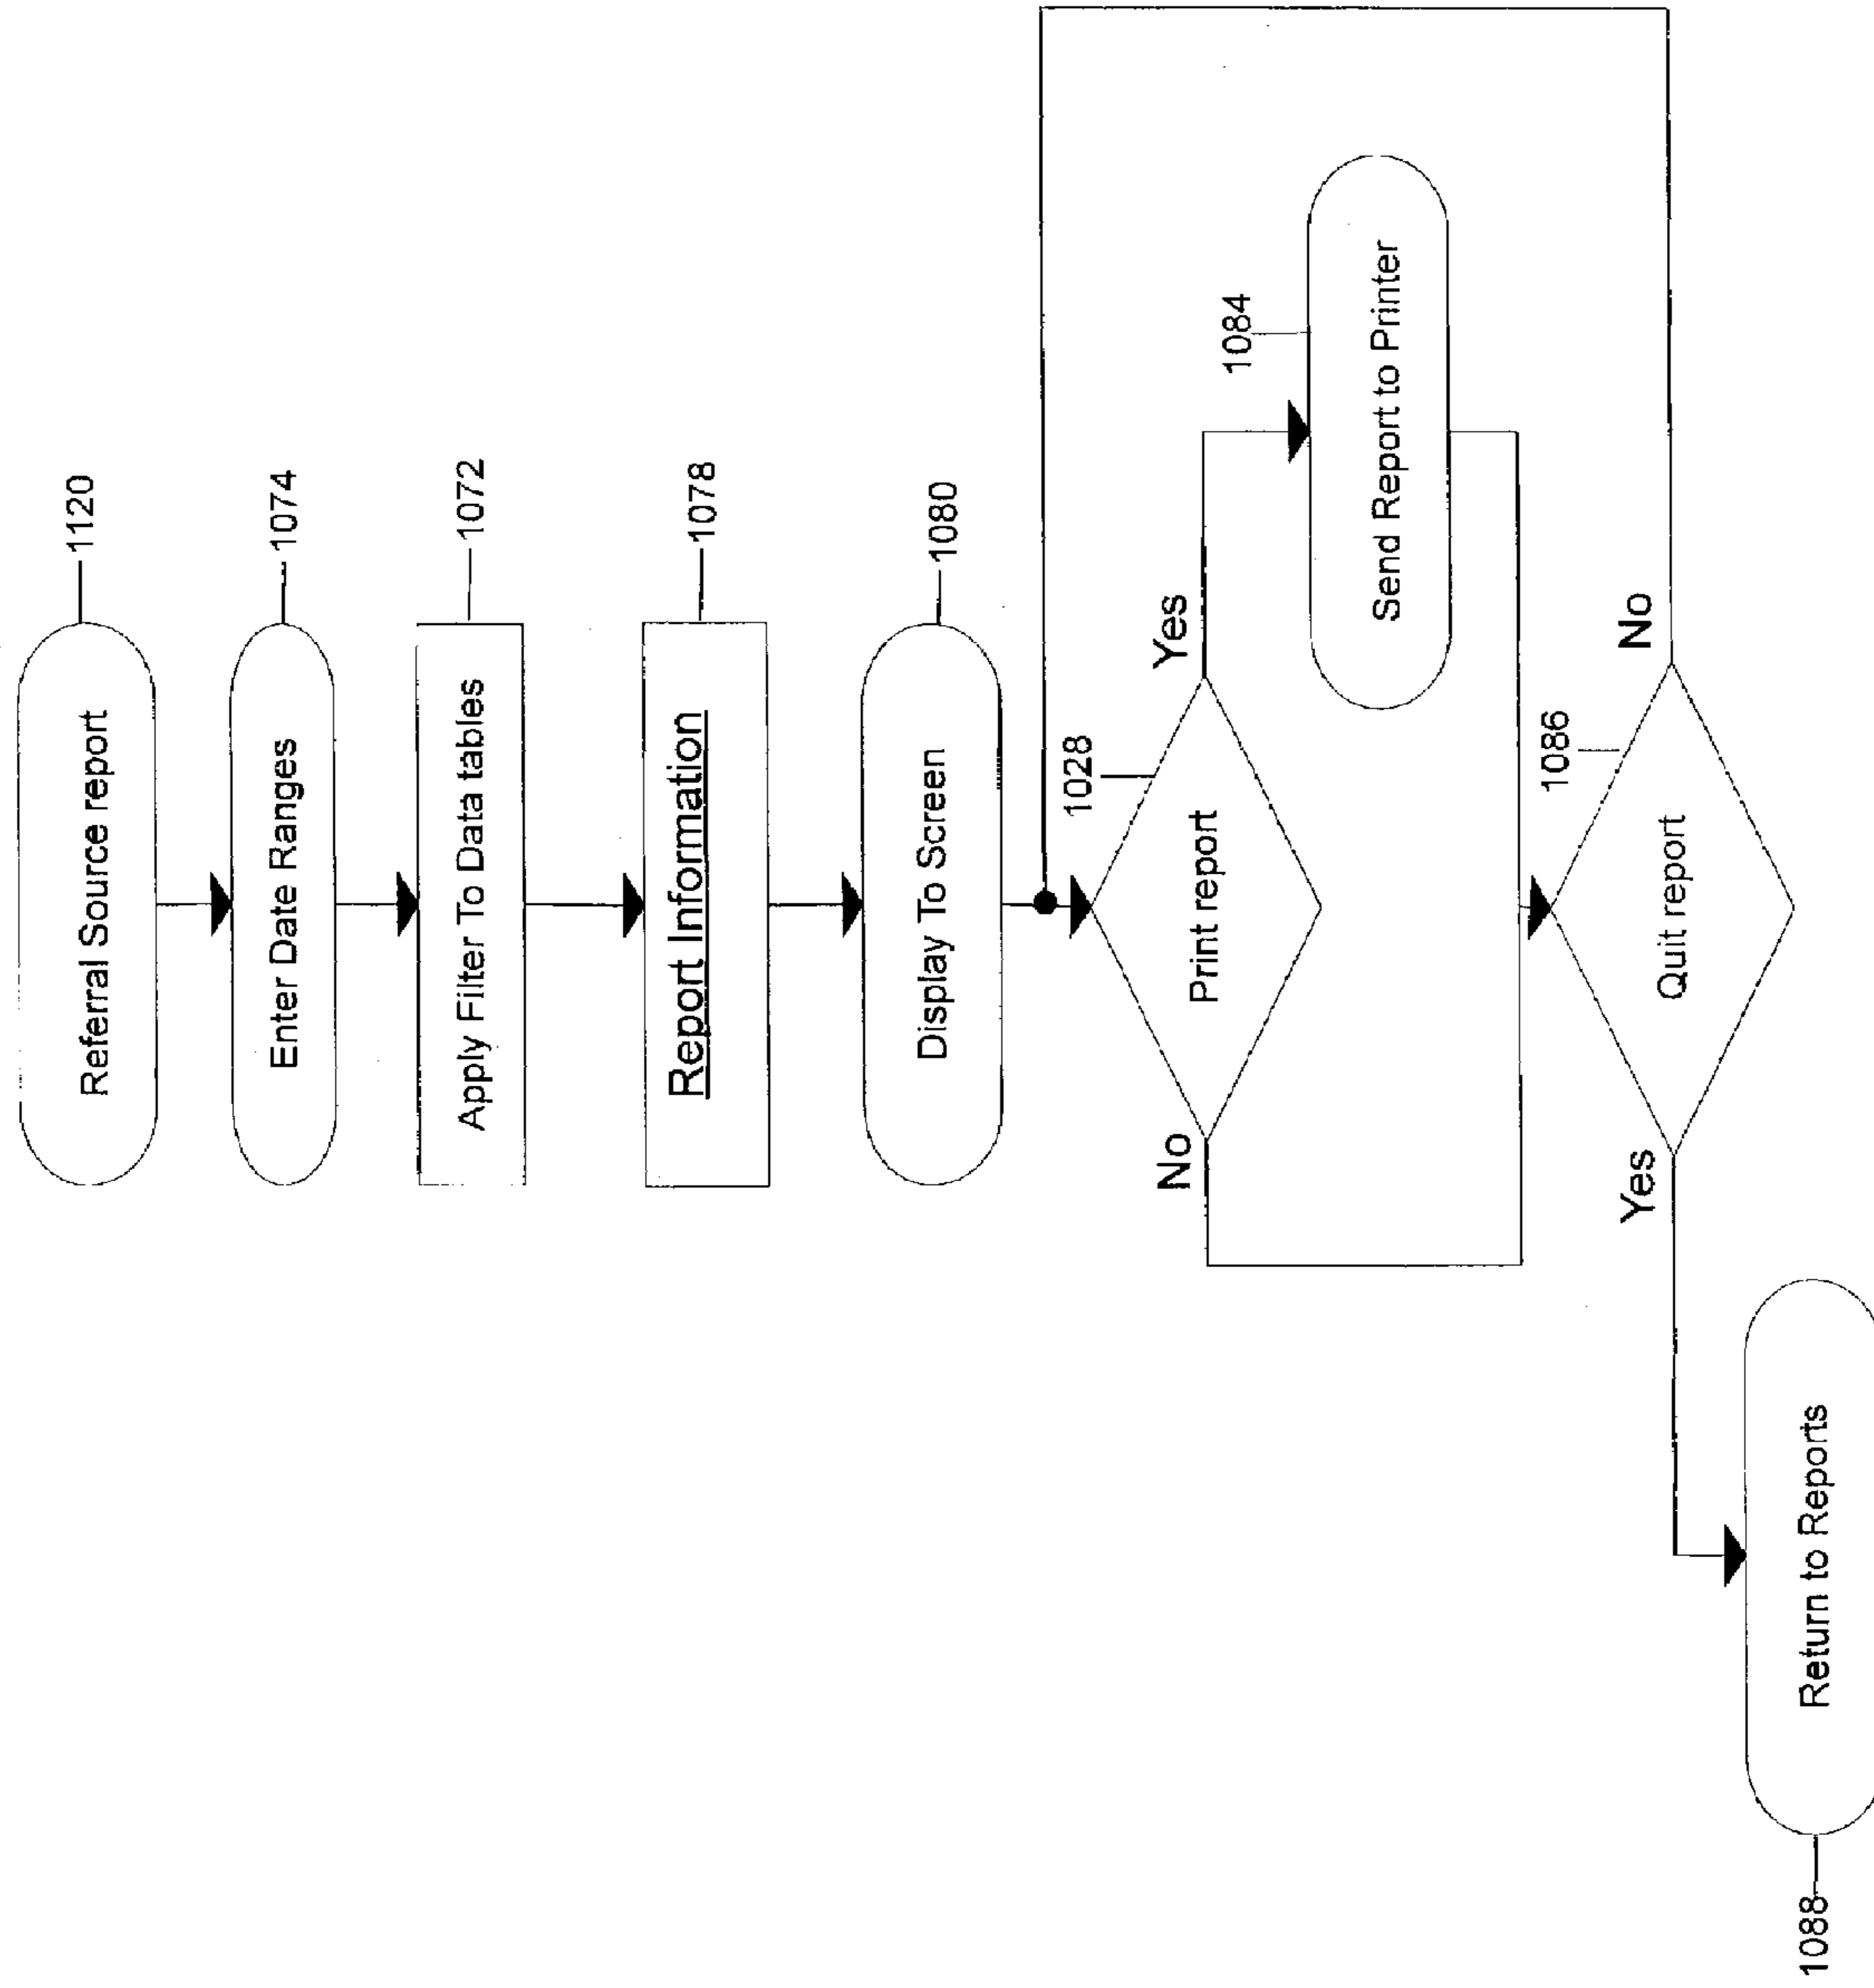 Referral Source report
1120
Enter Date Ranges
1074
Apply Filter To Data tables
1072
Report Information
1078
Display To Screen
1080
1028
Print report
Yes
No
1084
Send Report to Printer
1086
Quit report
No
Yes
Return to Reports
1088